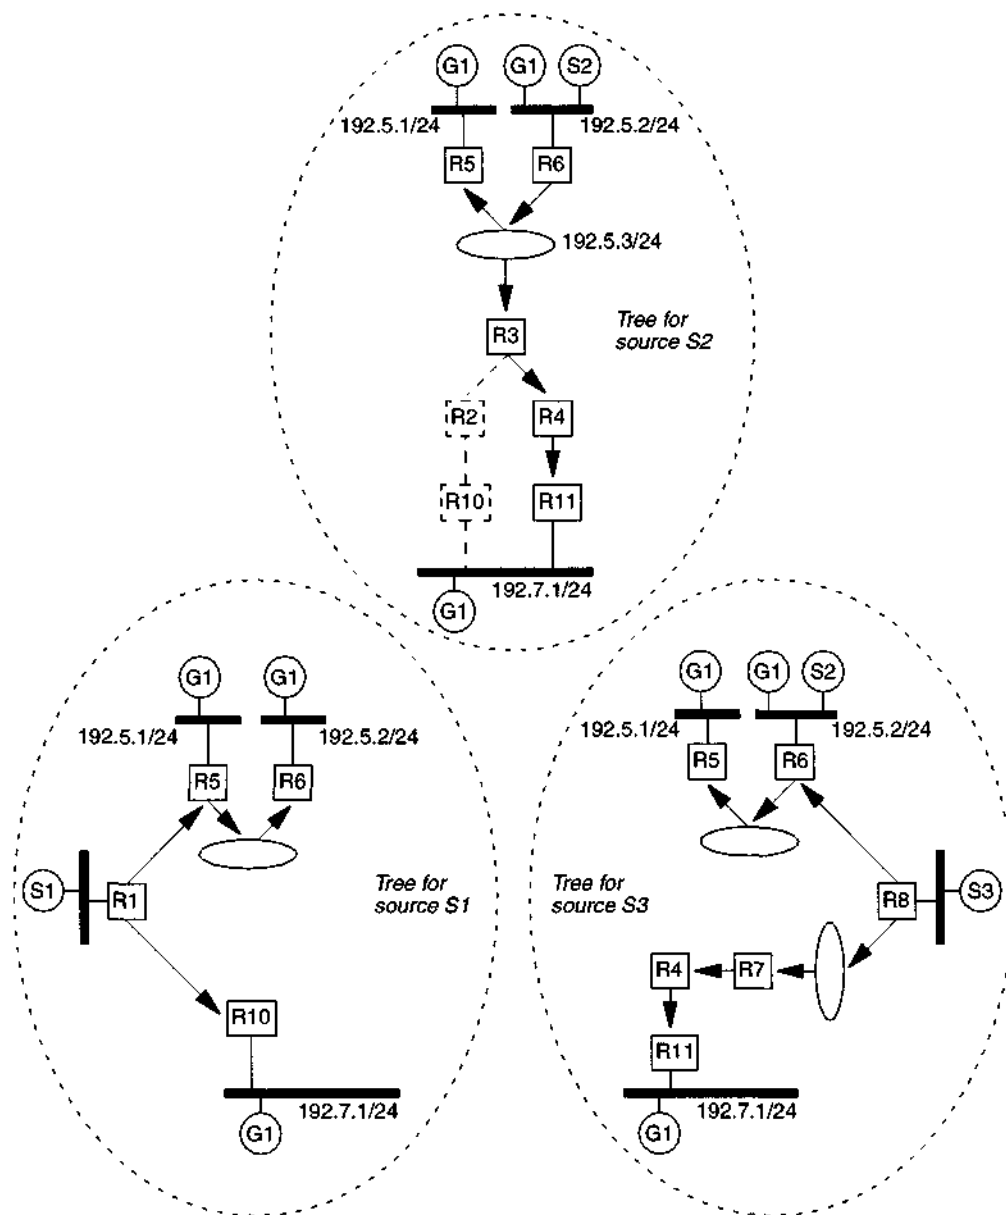 G1 G1 S2
192.5.1/24 192.5.2/24
R5 R6
192.5.3/24
R3
Tree for
source S2
R2 R4
R10 R11
192.7.1/24
G1
G1 G1
192.5.1/24 192.5.2/24
R5 R6
S1 R1
Tree for
source S1
R10
192.7.1/24
G1
G1 G1 S2
192.5.1/24 192.5.2/24
R5 R6
Tree for
source S3
R8 S3
R4 R7
R11
192.7.1/24
G1